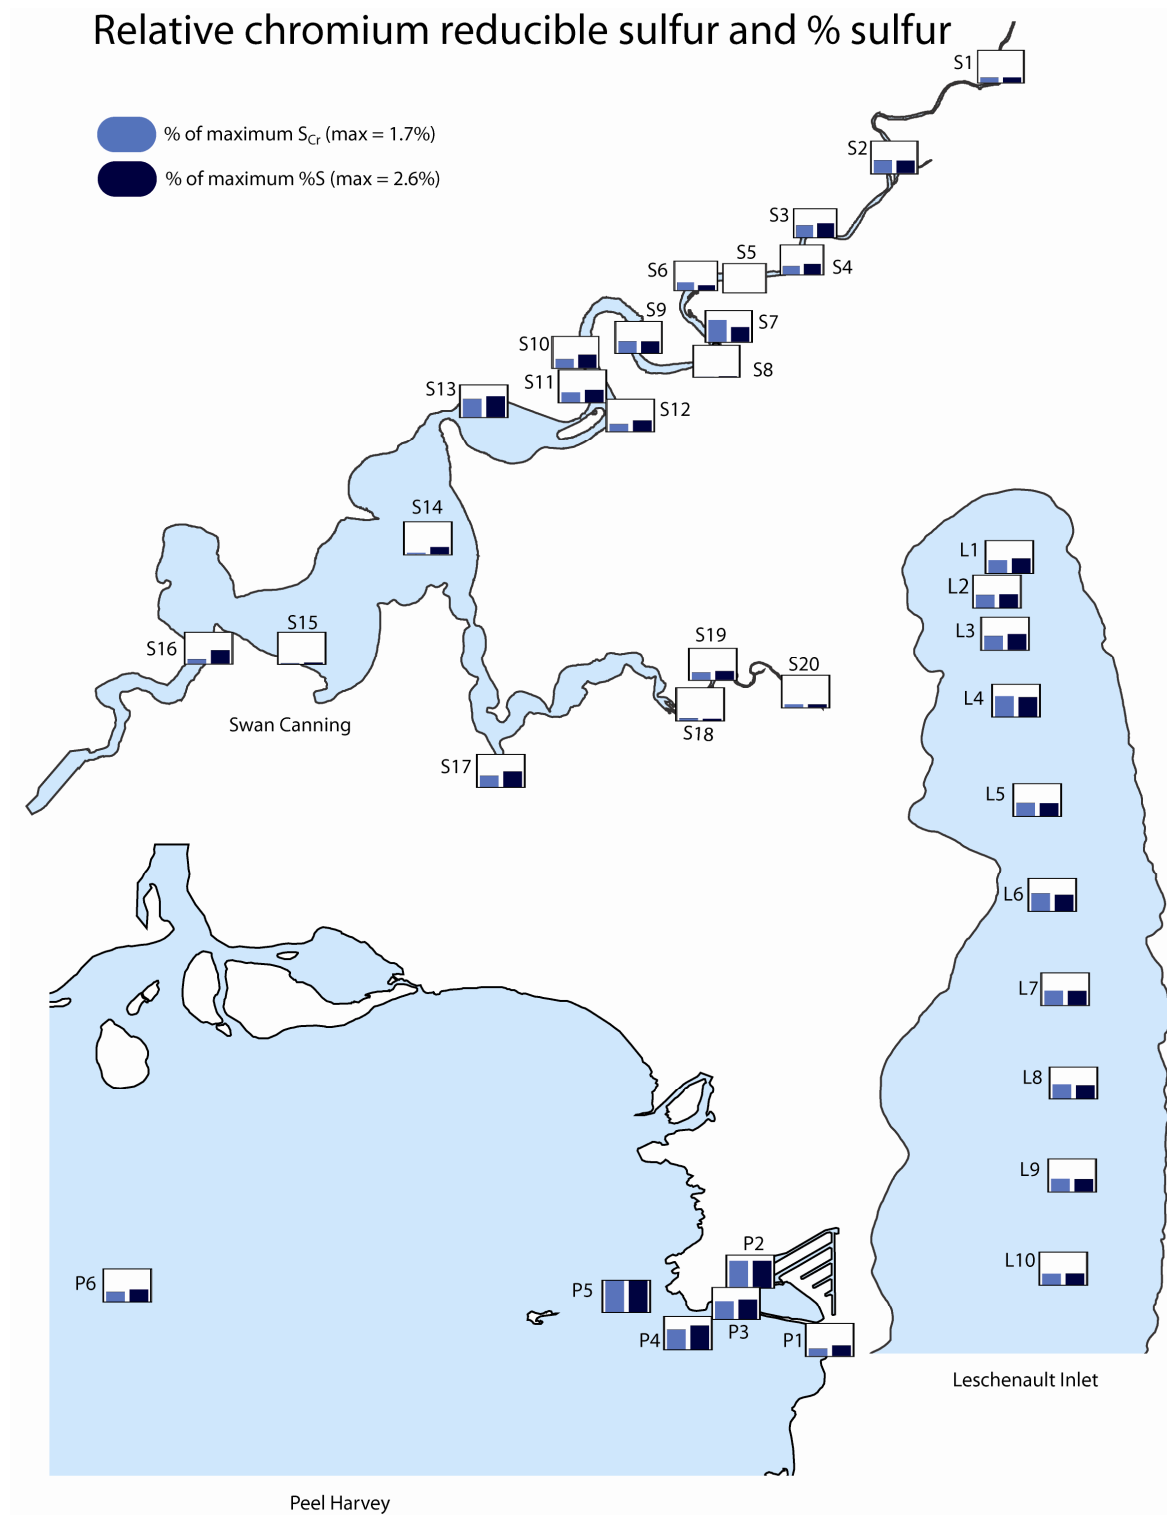 Relative chromium reducible sulfur and % sulfur
% of maximum SCr (max = 1.7%)
% of maximum %S (max = 2.6%)
S1
S2
S3
S4
S5
S6
S7
S8
S9
S10
S11
S12
S13
S14
S15
S16
S17
S18
S19
S20
Swan Canning
L1
L2
L3
L4
L5
L6
L7
L8
L9
L10
Leschenault Inlet
P1
P2
P3
P4
P5
P6
Peel Harvey